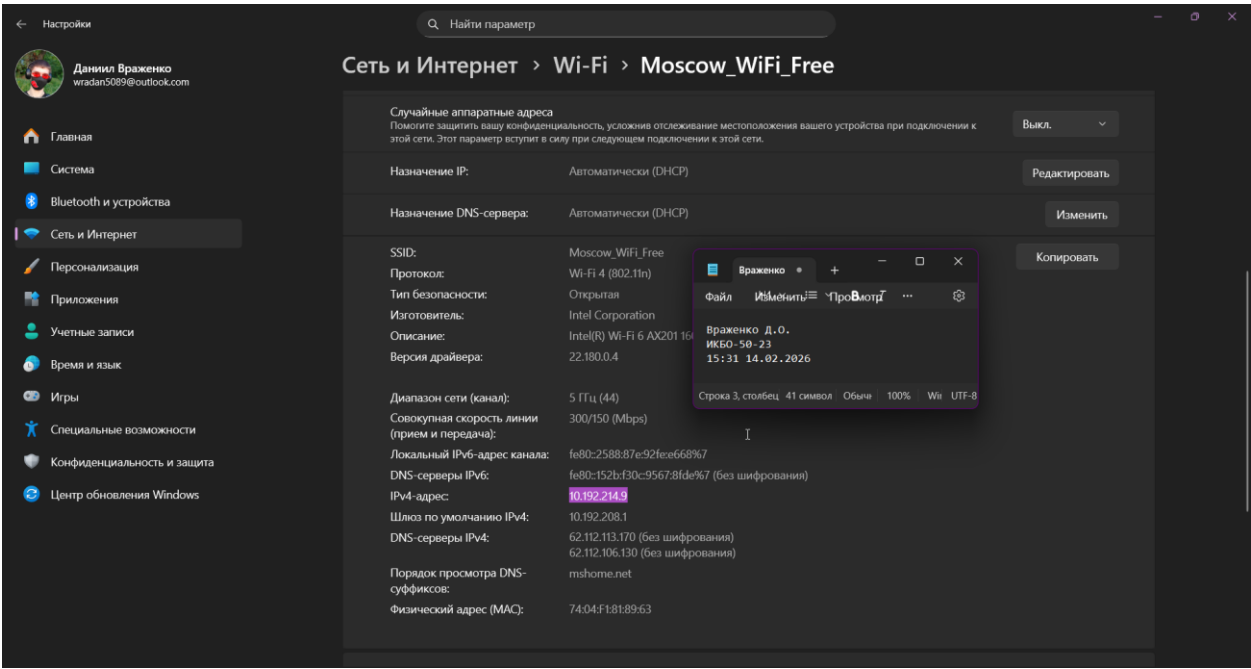 Настройки
Найти параметр
Даниил Враженко
wradan5089@outlook.com
Главная
Система
Bluetooth и устройства
Сеть и Интернет
Персонализация
Приложения
Учетные записи
Время и язык
Игры
Специальные возможности
Конфиденциальность и защита
Центр обновления Windows
Сеть и Интернет > Wi-Fi > Moscow_WiFi_Free
Случайные аппаратные адреса
Помогите защитить вашу конфиденциальность, усложнив отслеживание местоположения вашего устройства при подключении к
этой сети. Этот параметр вступит в силу при следующем подключении к этой сети.
Выкл.
Назначение IP: Автоматически (DHCP)
Редактировать
Назначение DNS-сервера: Автоматически (DHCP)
Изменить
SSID: Moscow_WiFi_Free
Копировать
Протокол: Wi-Fi 4 (802.11n)
Тип безопасности: Открытая
Изготовитель: Intel Corporation
Описание: Intel(R) Wi-Fi 6 AX201 16
Версия драйвера: 22.180.0.4
Диапазон сети (канал): 5 ГГц (44)
Совокупная скорость линии
(прием и передача):
300/150 (Mbps)
Локальный IPv6-адрес канала: fe80::2588:87e:92fe:e668%7
DNS-серверы IPv6: fe80::152b:f30c:9567:8fde%7 (без шифрования)
IPv4-адрес: 10.192.214.9
Шлюз по умолчанию IPv4: 10.192.208.1
DNS-серверы IPv4: 62.112.113.170 (без шифрования)
62.112.106.130 (без шифрования)
Порядок просмотра DNS-
суффиксов:
mshome.net
Физический адрес (MAC): 74:04:F1:81:89:63
Враженко
Файл Изменить Просмотр
Враженко Д.О.
ИКБО-50-23
15:31 14.02.2026
Строка 3, столбец 41 символ Обычн 100% Wi UTF-8